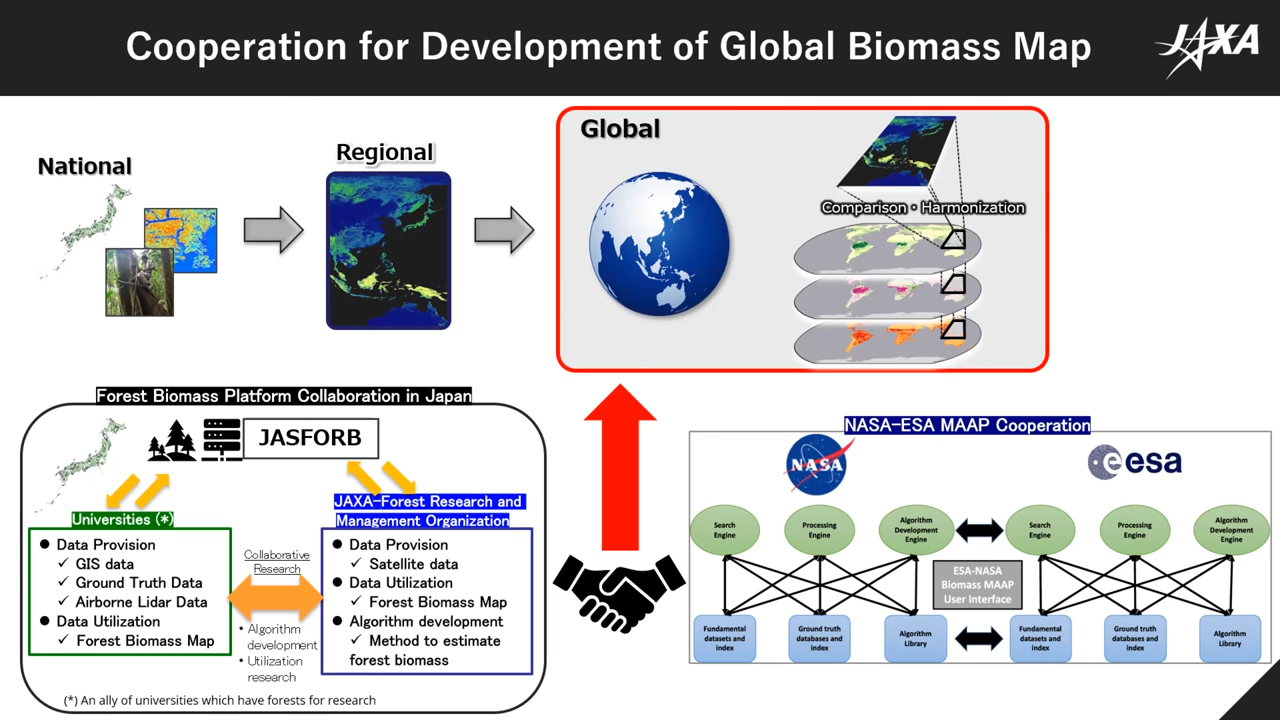 Cooperation for Development of Global Biomass Map
JAXA
National
Regional
Global
Comparison・Harmonization
Forest Biomass Platform Collaboration in Japan
JASFORB
Universities (*)
● Data Provision
✓ GIS data
✓ Ground Truth Data
✓ Airborne Lidar Data
● Data Utilization
✓ Forest Biomass Map
Collaborative
Research
• Algorithm
development
• Utilization
research
JAXA-Forest Research and
Management Organization
● Data Provision
✓ Satellite data
● Data Utilization
✓ Forest Biomass Map
● Algorithm development
✓ Method to estimate
forest biomass
(*) An ally of universities which have forests for research
NASA-ESA MAAP Cooperation
NASA
esa
Search
Engine
Processing
Engine
Algorithm
Development
Engine
Search
Engine
Processing
Engine
Algorithm
Development
Engine
ESA-NASA
Biomass MAAP
User Interface
Fundamental
datasets and
index
Ground truth
databases and
index
Algorithm
Library
Fundamental
datasets and
index
Ground truth
databases and
index
Algorithm
Library